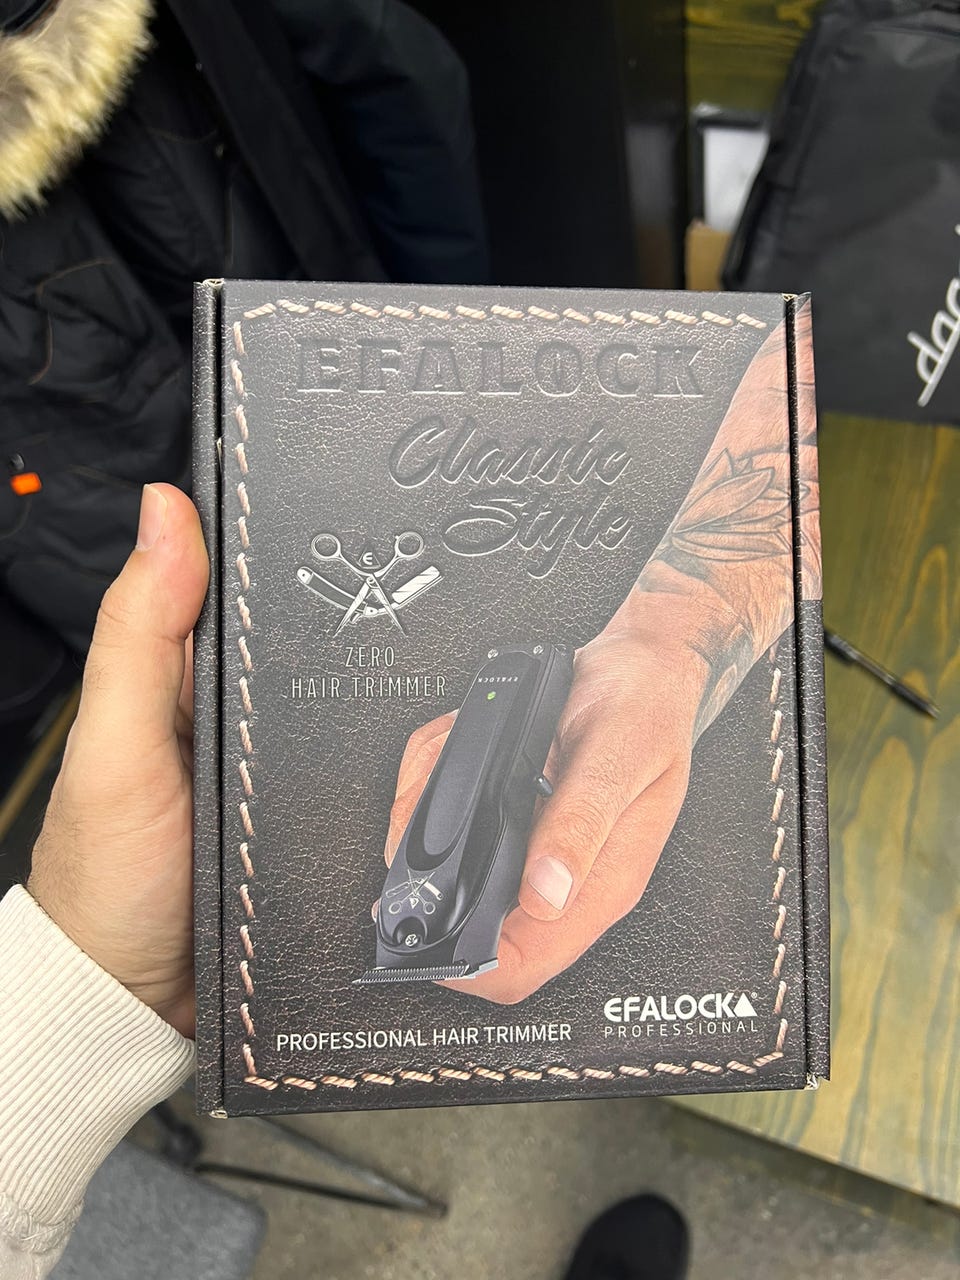 EFALOCK
Classic
Style
E
ZERO
HAIR TRIMMER
EFALOCK
PROFESSIONAL HAIR TRIMMER
EFALOCK®
PROFESSIONAL